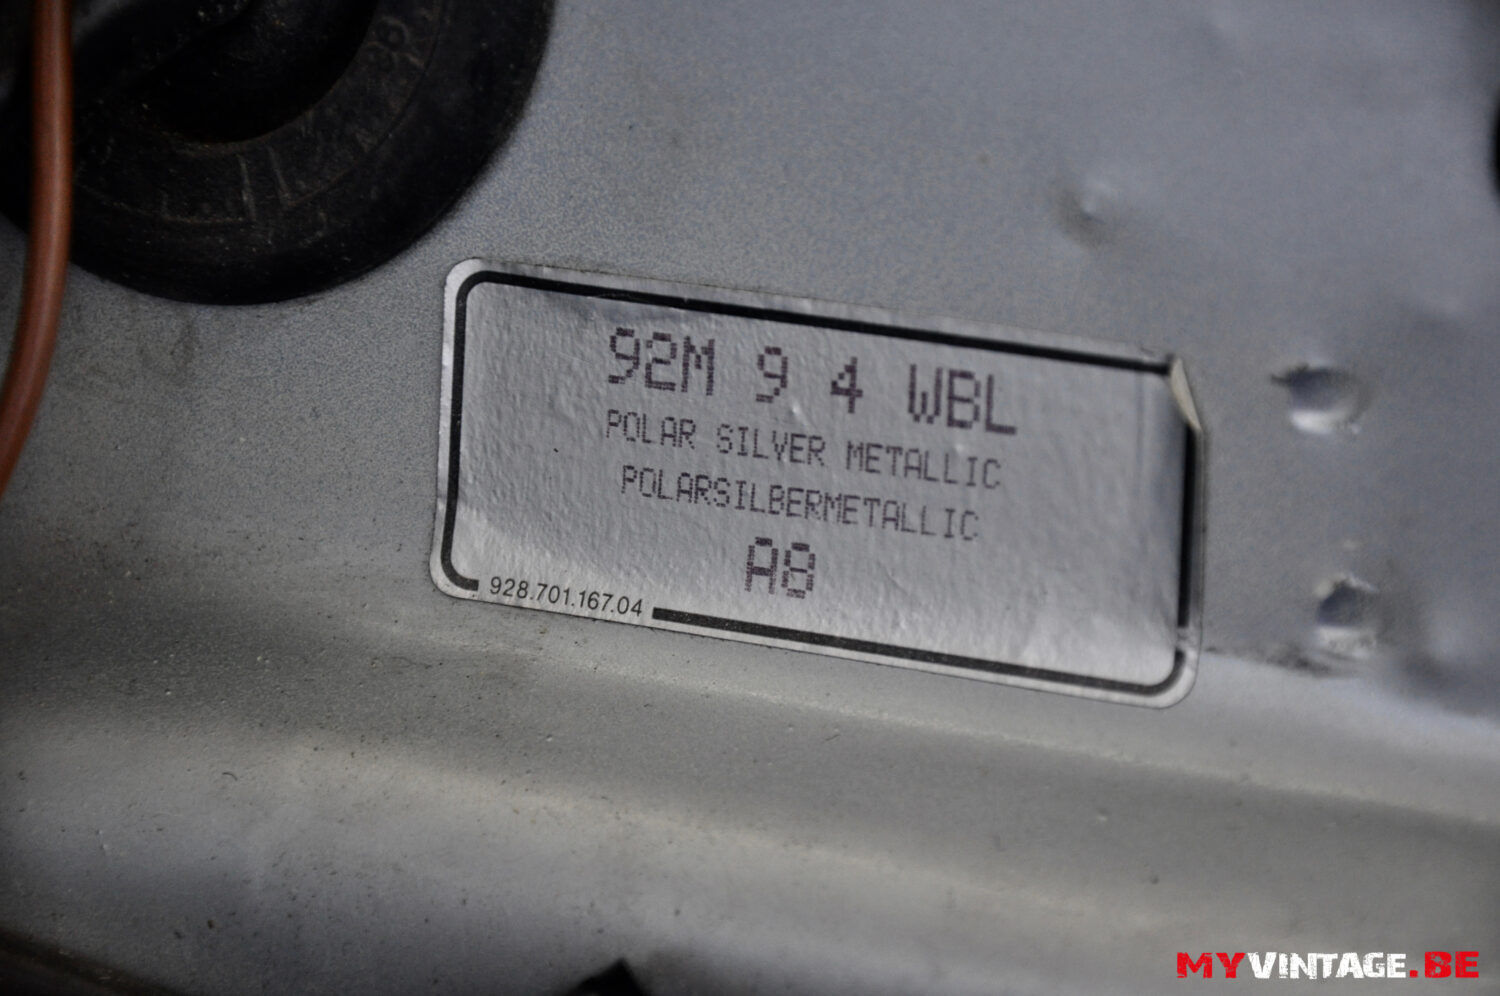 92M 9 4 WBL
POLAR SILVER METALLIC
POLARSILBERMETALLIC
A8
928.701.167.04
MYVINTAGE.BE